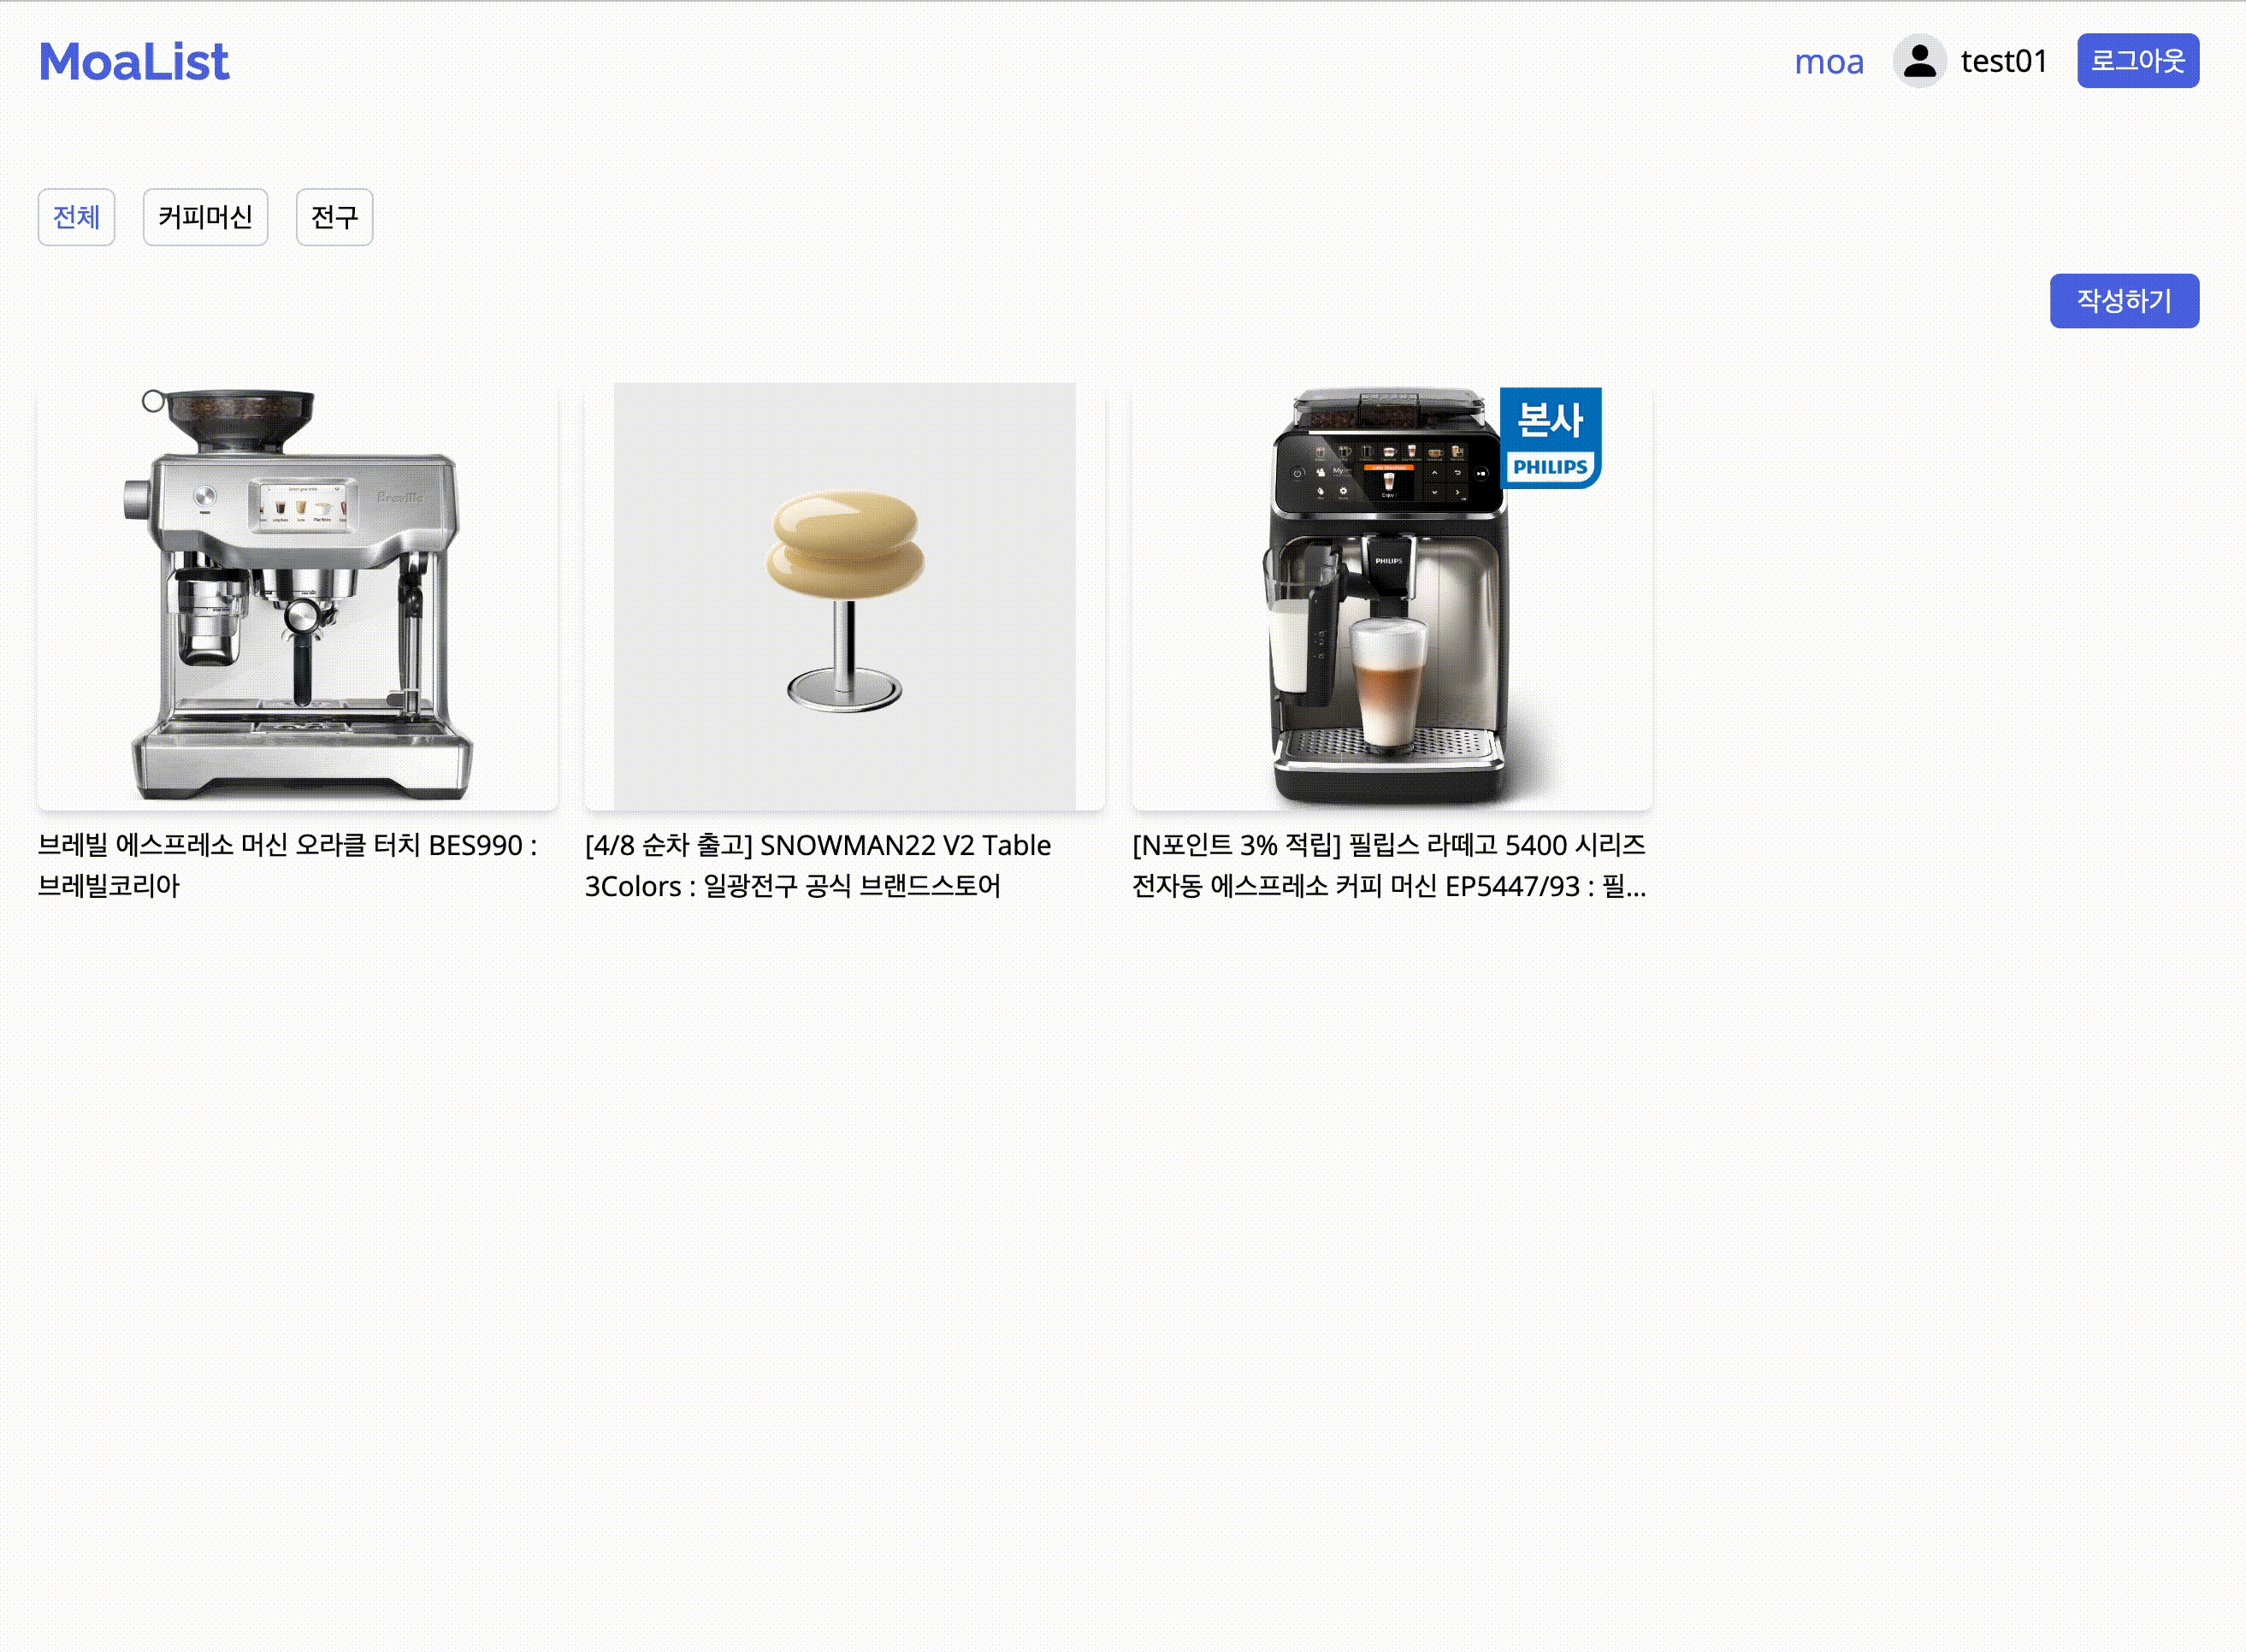 MoaList
moa
test01
로그아웃
전체
커피머신
전구
작성하기
Breville
본사
PHILIPS
PHILIPS
브레빌 에스프레소 머신 오라클 터치 BES990 :
브레빌코리아
[4/8 순차 출고] SNOWMAN22 V2 Table
3Colors : 일광전구 공식 브랜드스토어
[N포인트 3% 적립] 필립스 라떼고 5400 시리즈
전자동 에스프레소 커피 머신 EP5447/93 : 필...